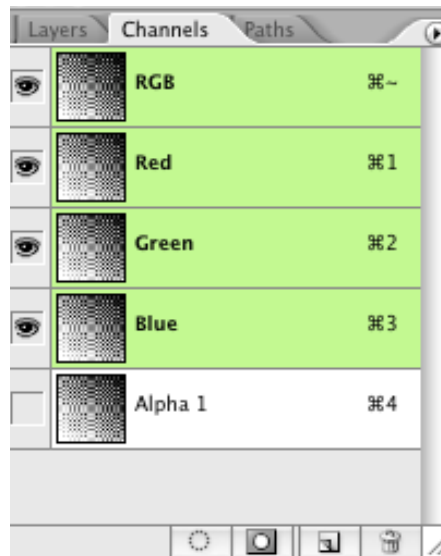 Layers Channels Paths
RGB ⌘~
Red ⌘1
Green ⌘2
Blue ⌘3
Alpha 1 ⌘4